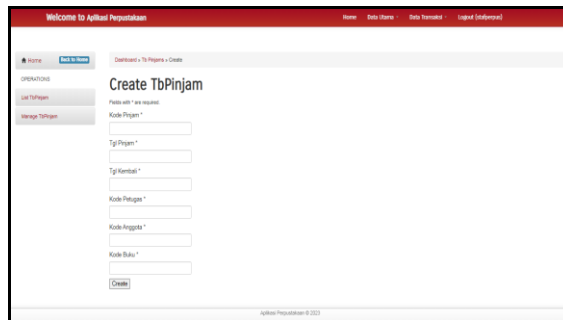 Welcome to Aplikasi Perpustakaan
Home Data Utama Data Transaksi Logout (stafperpus)
Home Back to Home
Dashboard » Tb Pinjams » Create
OPERATIONS
List TbPinjam
Manage TbPinjam
Create TbPinjam
Fields with * are required.
Kode Pinjam *
Tgl Pinjam *
Tgl Kembali *
Kode Petugas *
Kode Anggota *
Kode Buku *
Create
Aplikasi Perpustakaan © 2023